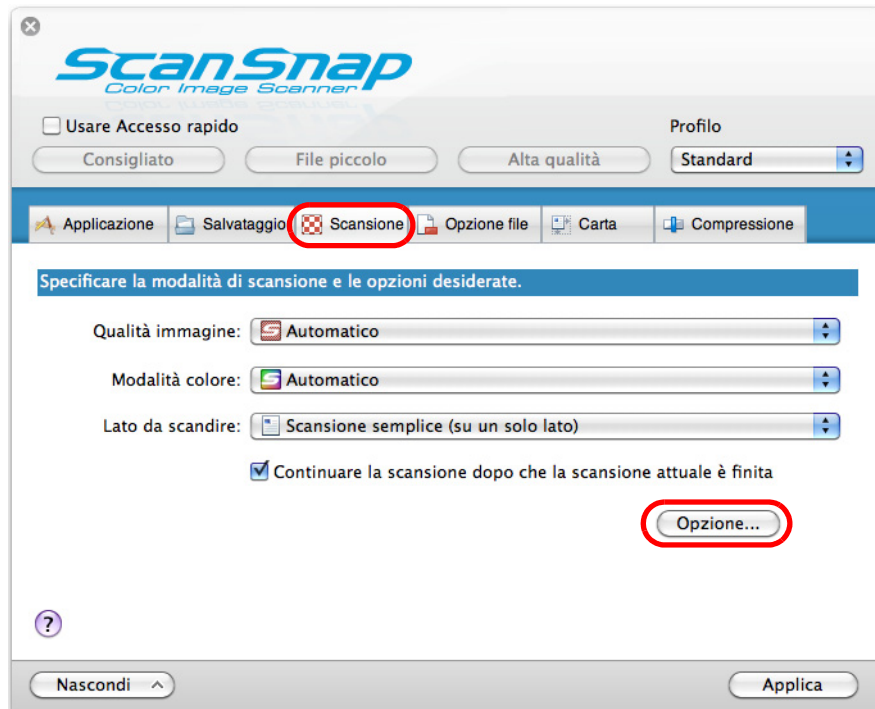 ScanSnap
Color Image Scanner
Usare Accesso rapido
Profilo
Consigliato
File piccolo
Alta qualità
Standard
Applicazione
Salvataggio
Scansione
Opzione file
Carta
Compressione
Specificare la modalità di scansione e le opzioni desiderate.
Qualità immagine: Automatico
Modalità colore: Automatico
Lato da scandire: Scansione semplice (su un solo lato)
Continuare la scansione dopo che la scansione attuale è finita
Opzione...
?
Nascondi
Applica